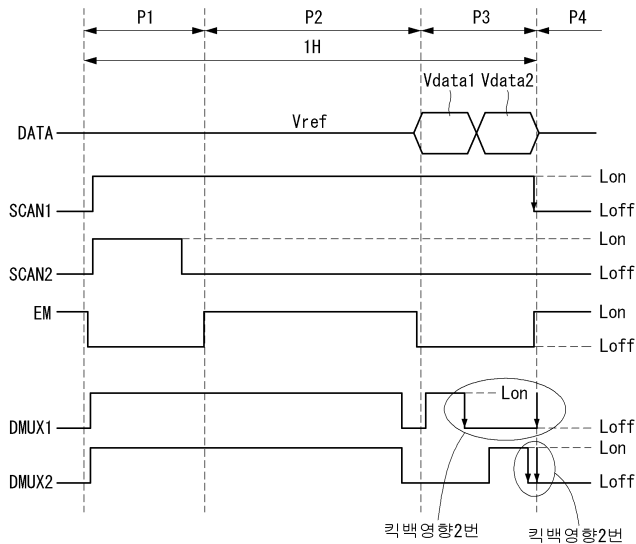 P1 P2 P3 P4
1H
Vdata1 Vdata2
DATA Vref
Lon
SCAN1 Loff
Lon
SCAN2 Loff
EM Lon
Loff
Lon
DMUX1 Loff
Lon
DMUX2 Loff
킥백영향2번 킥백영향2번